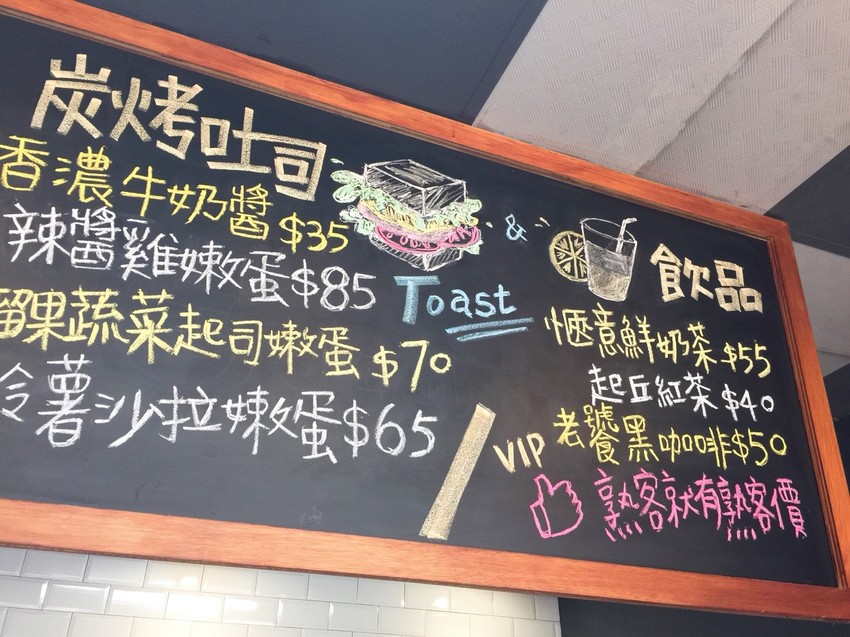 炭烤吐司
香濃牛奶醬 $35
辣醬雞嫩蛋 $85
溜果蔬菜起司嫩蛋 $70
冷薯沙拉嫩蛋 $65
Toast
&
飲品
愜意鮮奶茶 $55
起丘紅茶 $40
老饕黑咖啡 $50
VIP
熟客就有熟客價